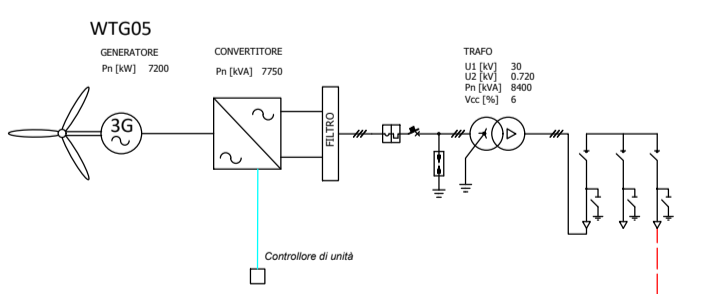 WTG05
GENERATORE
Pn [kW] 7200
CONVERTITORE
Pn [kVA] 7750
TRAFO
U1 [kV] 30
U2 [kV] 0.720
Pn [kVA] 8400
Vcc [%] 6
3G
FILTRO
Controllore di unità